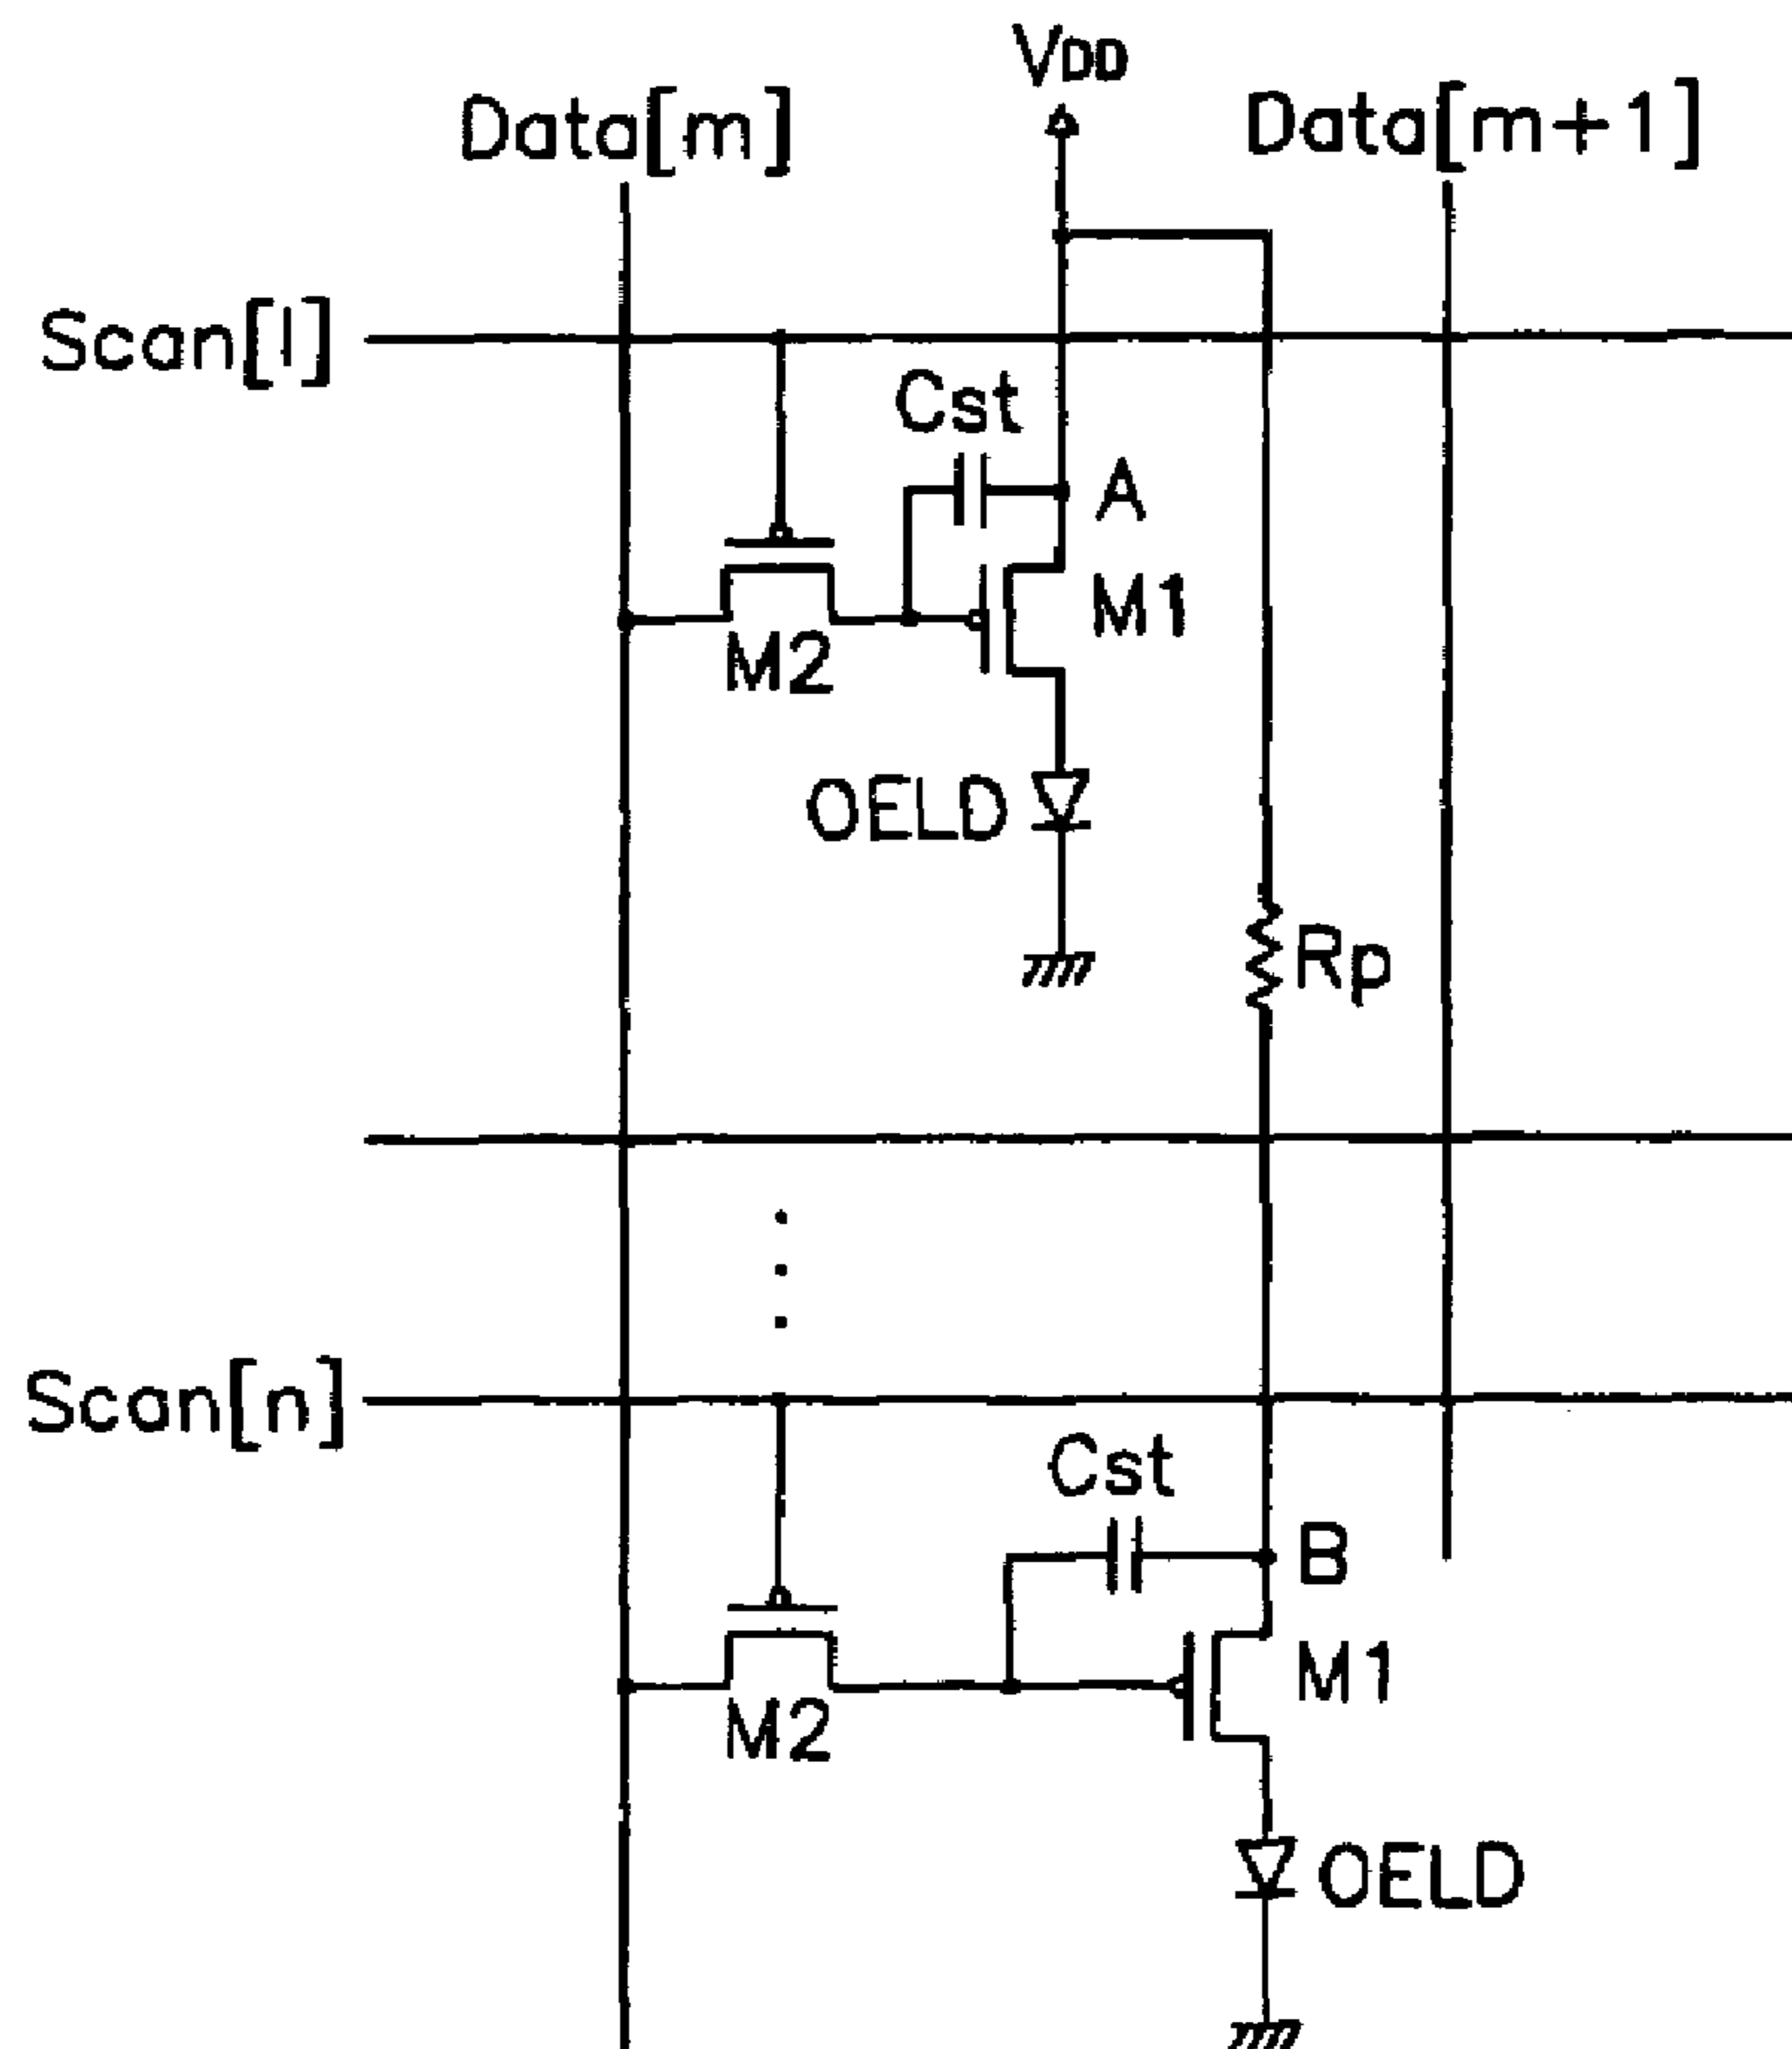 VDD
Data[m]
Data[m+1]
Scan[l]
Cst
A
M1
M2
OELD
Rp
Scan[n]
Cst
B
M1
M2
OELD